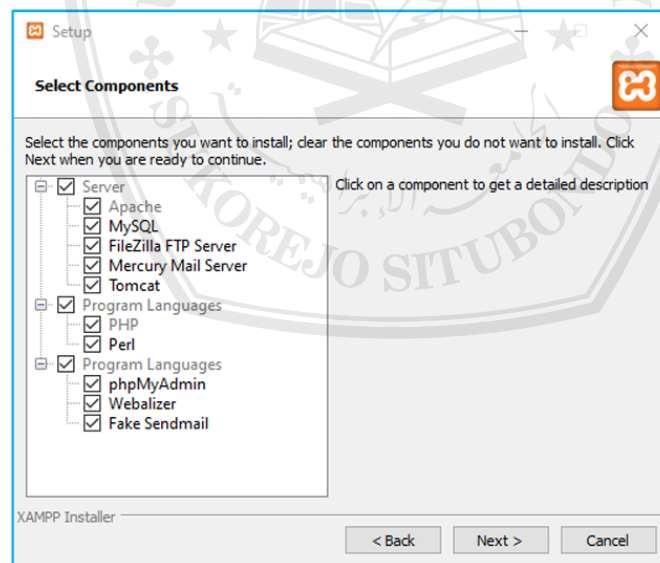 Setup
Select Components
Select the components you want to install; clear the components you do not want to install. Click
Next when you are ready to continue.
Server
Apache
MySQL
FileZilla FTP Server
Mercury Mail Server
Tomcat
Program Languages
PHP
Perl
Program Languages
phpMyAdmin
Webalizer
Fake Sendmail
Click on a component to get a detailed description
XAMPP Installer
< Back
Next >
Cancel
KOREJO SITUBONDO